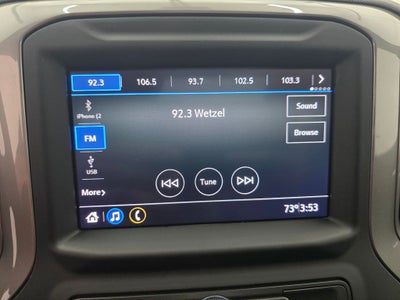 92.3 106.5 93.7 102.5 103.3
iPhone (2
92.3 Wetzel
Sound
FM
Browse
USB
More
Tune
73° 3:53